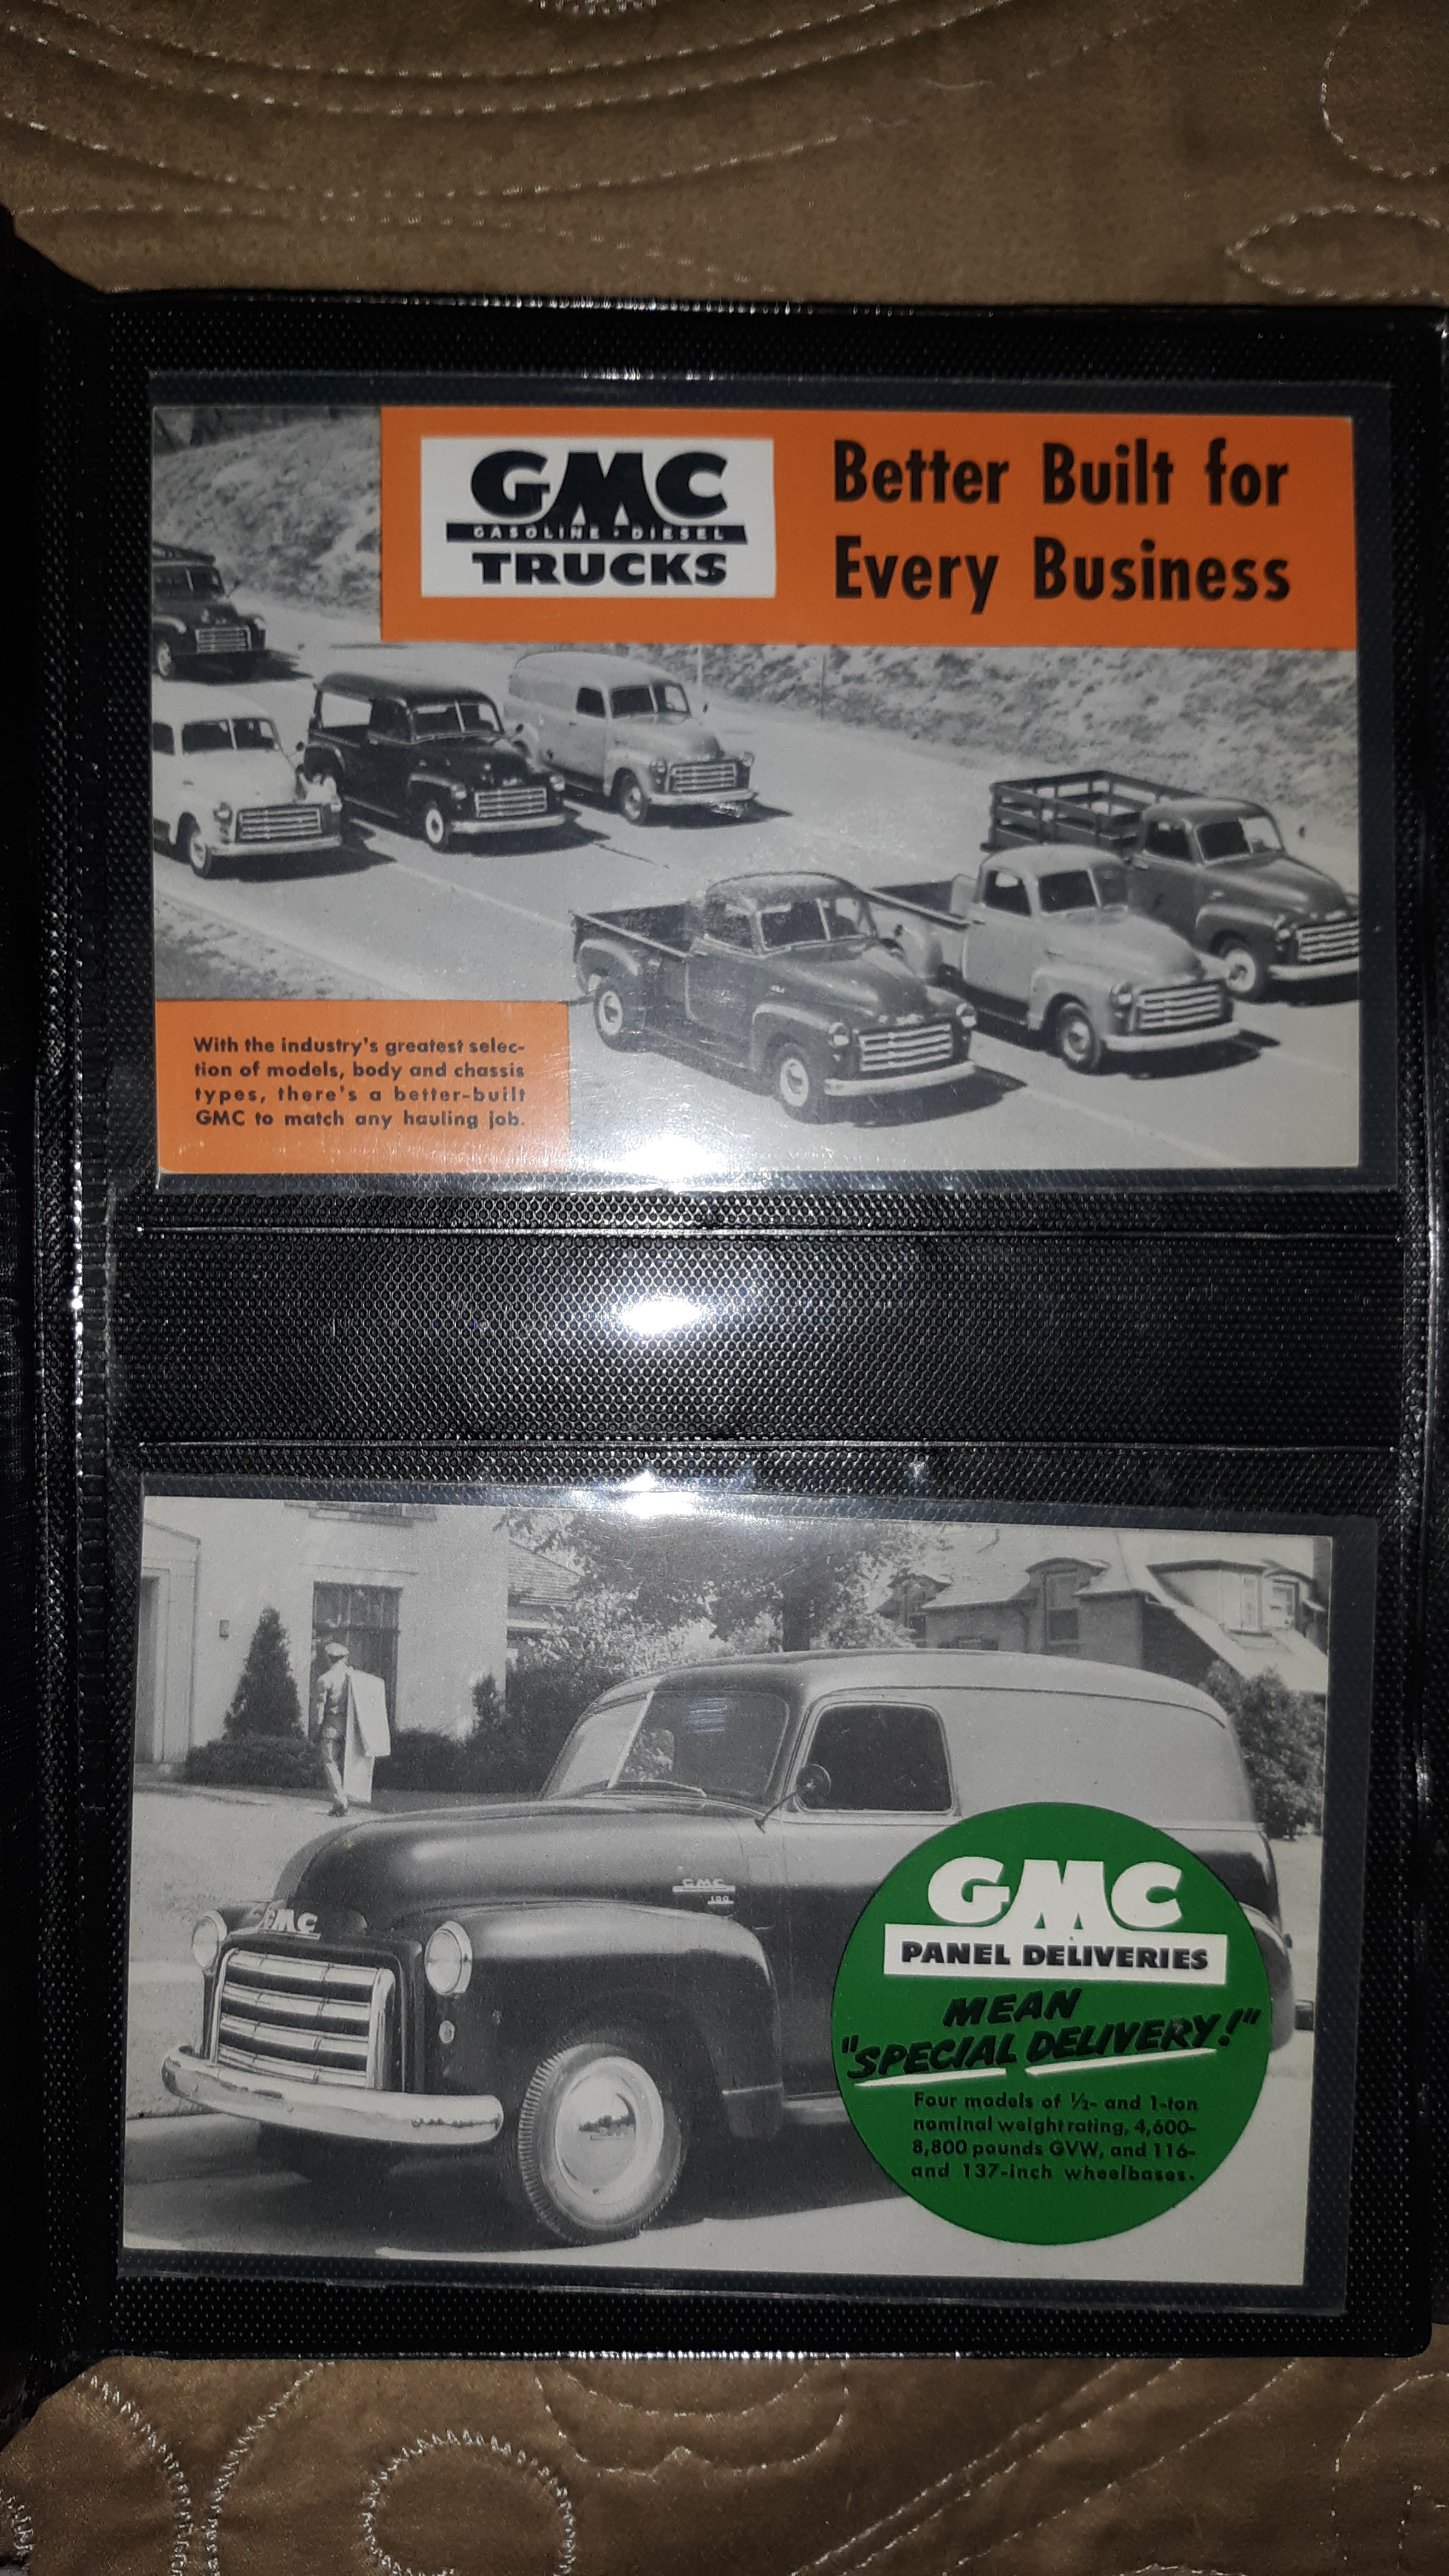 GMC
GASOLINE • DIESEL
TRUCKS
Better Built for
Every Business
With the industry's greatest selec-
tion of models, body and chassis
types, there's a better-built
GMC to match any hauling job.
GMC
100
GMC
GMC
PANEL DELIVERIES
MEAN
"SPECIAL DELIVERY!"
Four models of ½- and 1-ton
nominal weight rating, 4,600-
8,800 pounds GVW, and 116-
and 137-inch wheelbases.